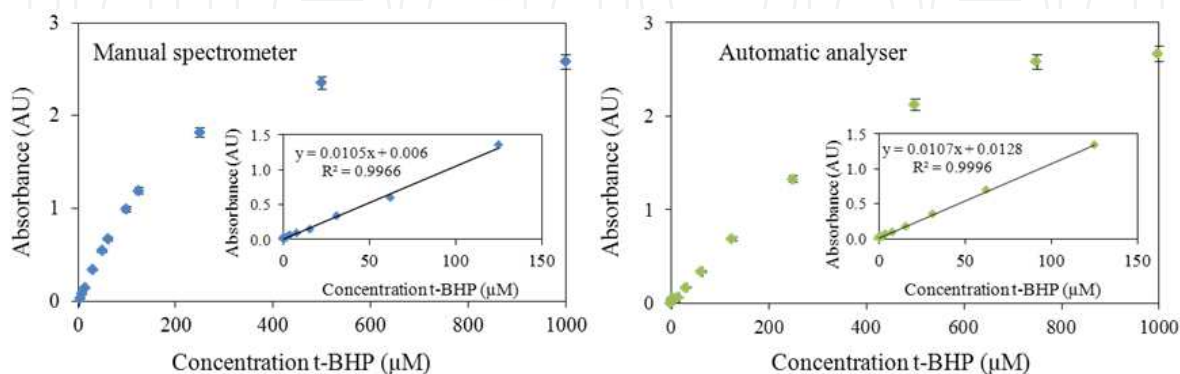 Manual spectrometer
Absorbance (AU)
3
2
1
0
0 200 400 600 800 1000
Concentration t-BHP (µM)
y = 0.0105x + 0.006
R² = 0.9966
Absorbance (AU)
1.5
1.0
0.5
0.0
0 50 100 150
Concentration t-BHP (µM)
Automatic analyser
Absorbance (AU)
3
2
1
0
0 200 400 600 800 1000
Concentration t-BHP (µM)
y = 0.0107x + 0.0128
R² = 0.9996
Absorbance (AU)
1.5
1.0
0.5
0.0
0 50 100 150
Concentration t-BHP (µM)